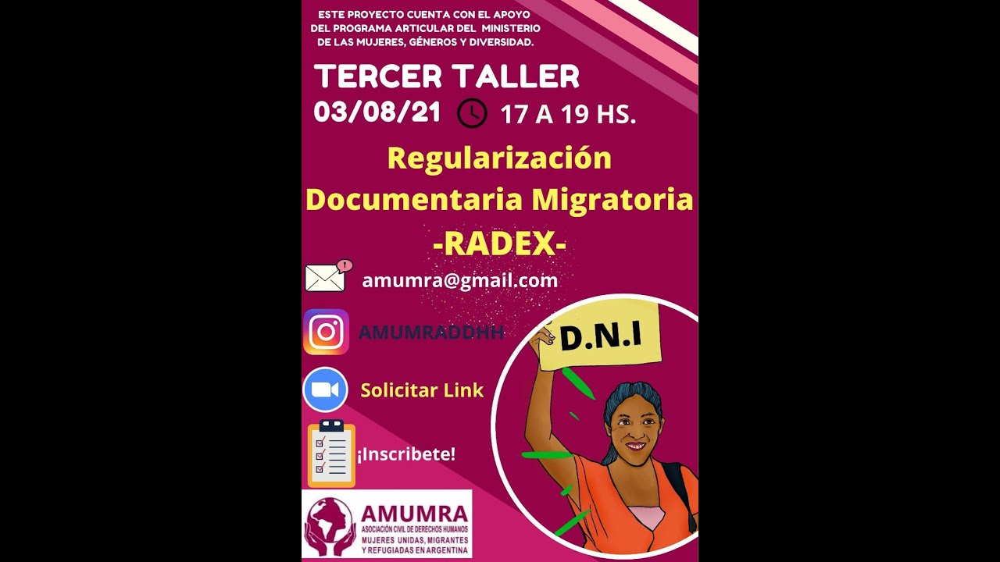 ESTE PROYECTO CUENTA CON EL APOYO
DEL PROGRAMA ARTICULAR DEL MINISTERIO
DE LAS MUJERES, GÉNEROS Y DIVERSIDAD.
TERCER TALLER
03/08/21 17 A 19 HS.
Regularización
Documentaria Migratoria
-RADEX-
amumra@gmail.com
AMUMRADDHH
D.N.I
Solicitar Link
¡Inscribete!
AMUMRA
ASOCIACIÓN CIVIL DE DERECHOS HUMANOS
MUJERES UNIDAS, MIGRANTES
Y REFUGIADAS EN ARGENTINA